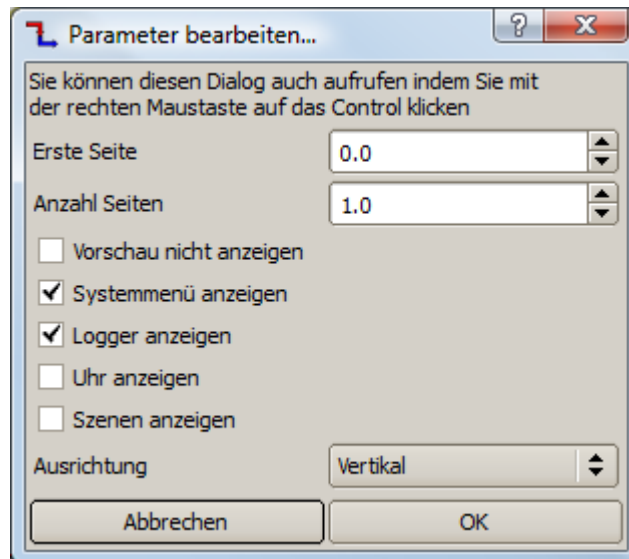 Parameter bearbeiten...
Sie können diesen Dialog auch aufrufen indem Sie mit
der rechten Maustaste auf das Control klicken
Erste Seite 0.0
Anzahl Seiten 1.0
Vorschau nicht anzeigen
Systemmenü anzeigen
Logger anzeigen
Uhr anzeigen
Szenen anzeigen
Ausrichtung Vertikal
Abbrechen OK